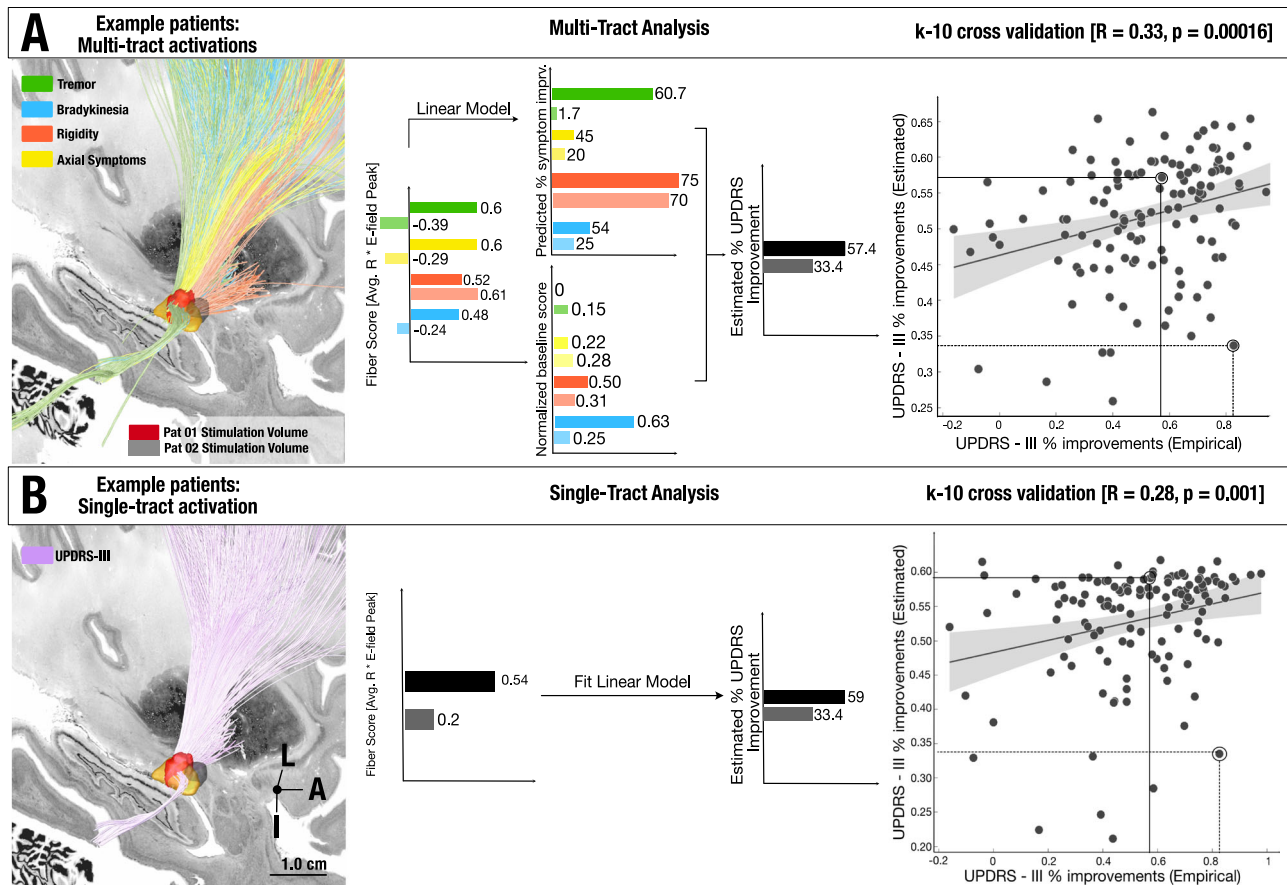 A
Example patients:
Multi-tract activations
Multi-Tract Analysis
k-10 cross validation [R = 0.33, p = 0.00016]
Tremor
Bradykinesia
Rigidity
Axial Symptoms
Pat 01 Stimulation Volume
Pat 02 Stimulation Volume
Fiber Score [Avg. R * E-field Peak]
0.6
-0.39
0.6
-0.29
0.52
0.61
0.48
-0.24
Linear Model
Predicted % symptom imprv.
60.7
1.7
45
20
75
70
54
25
Normalized baseline score
0
0.15
0.22
0.28
0.50
0.31
0.63
0.25
Estimated % UPDRS
Improvement
57.4
33.4
UPDRS - III % improvements (Estimated)
0.65
0.60
0.55
0.50
0.45
0.40
0.35
0.30
0.25
-0.2
0
0.2
0.4
0.6
0.8
UPDRS - III % improvements (Empirical)
B
Example patients:
Single-tract activation
Single-Tract Analysis
k-10 cross validation [R = 0.28, p = 0.001]
UPDRS-III
L
A
I
1.0 cm
Fiber Score [Avg. R * E-field Peak]
0.54
0.2
Fit Linear Model
Estimated % UPDRS
Improvement
59
33.4
UPDRS - III % improvements (Estimated)
0.60
0.55
0.50
0.45
0.40
0.35
0.30
0.25
0.20
-0.2
0
0.2
0.4
0.6
0.8
1
UPDRS - III % improvements (Empirical)